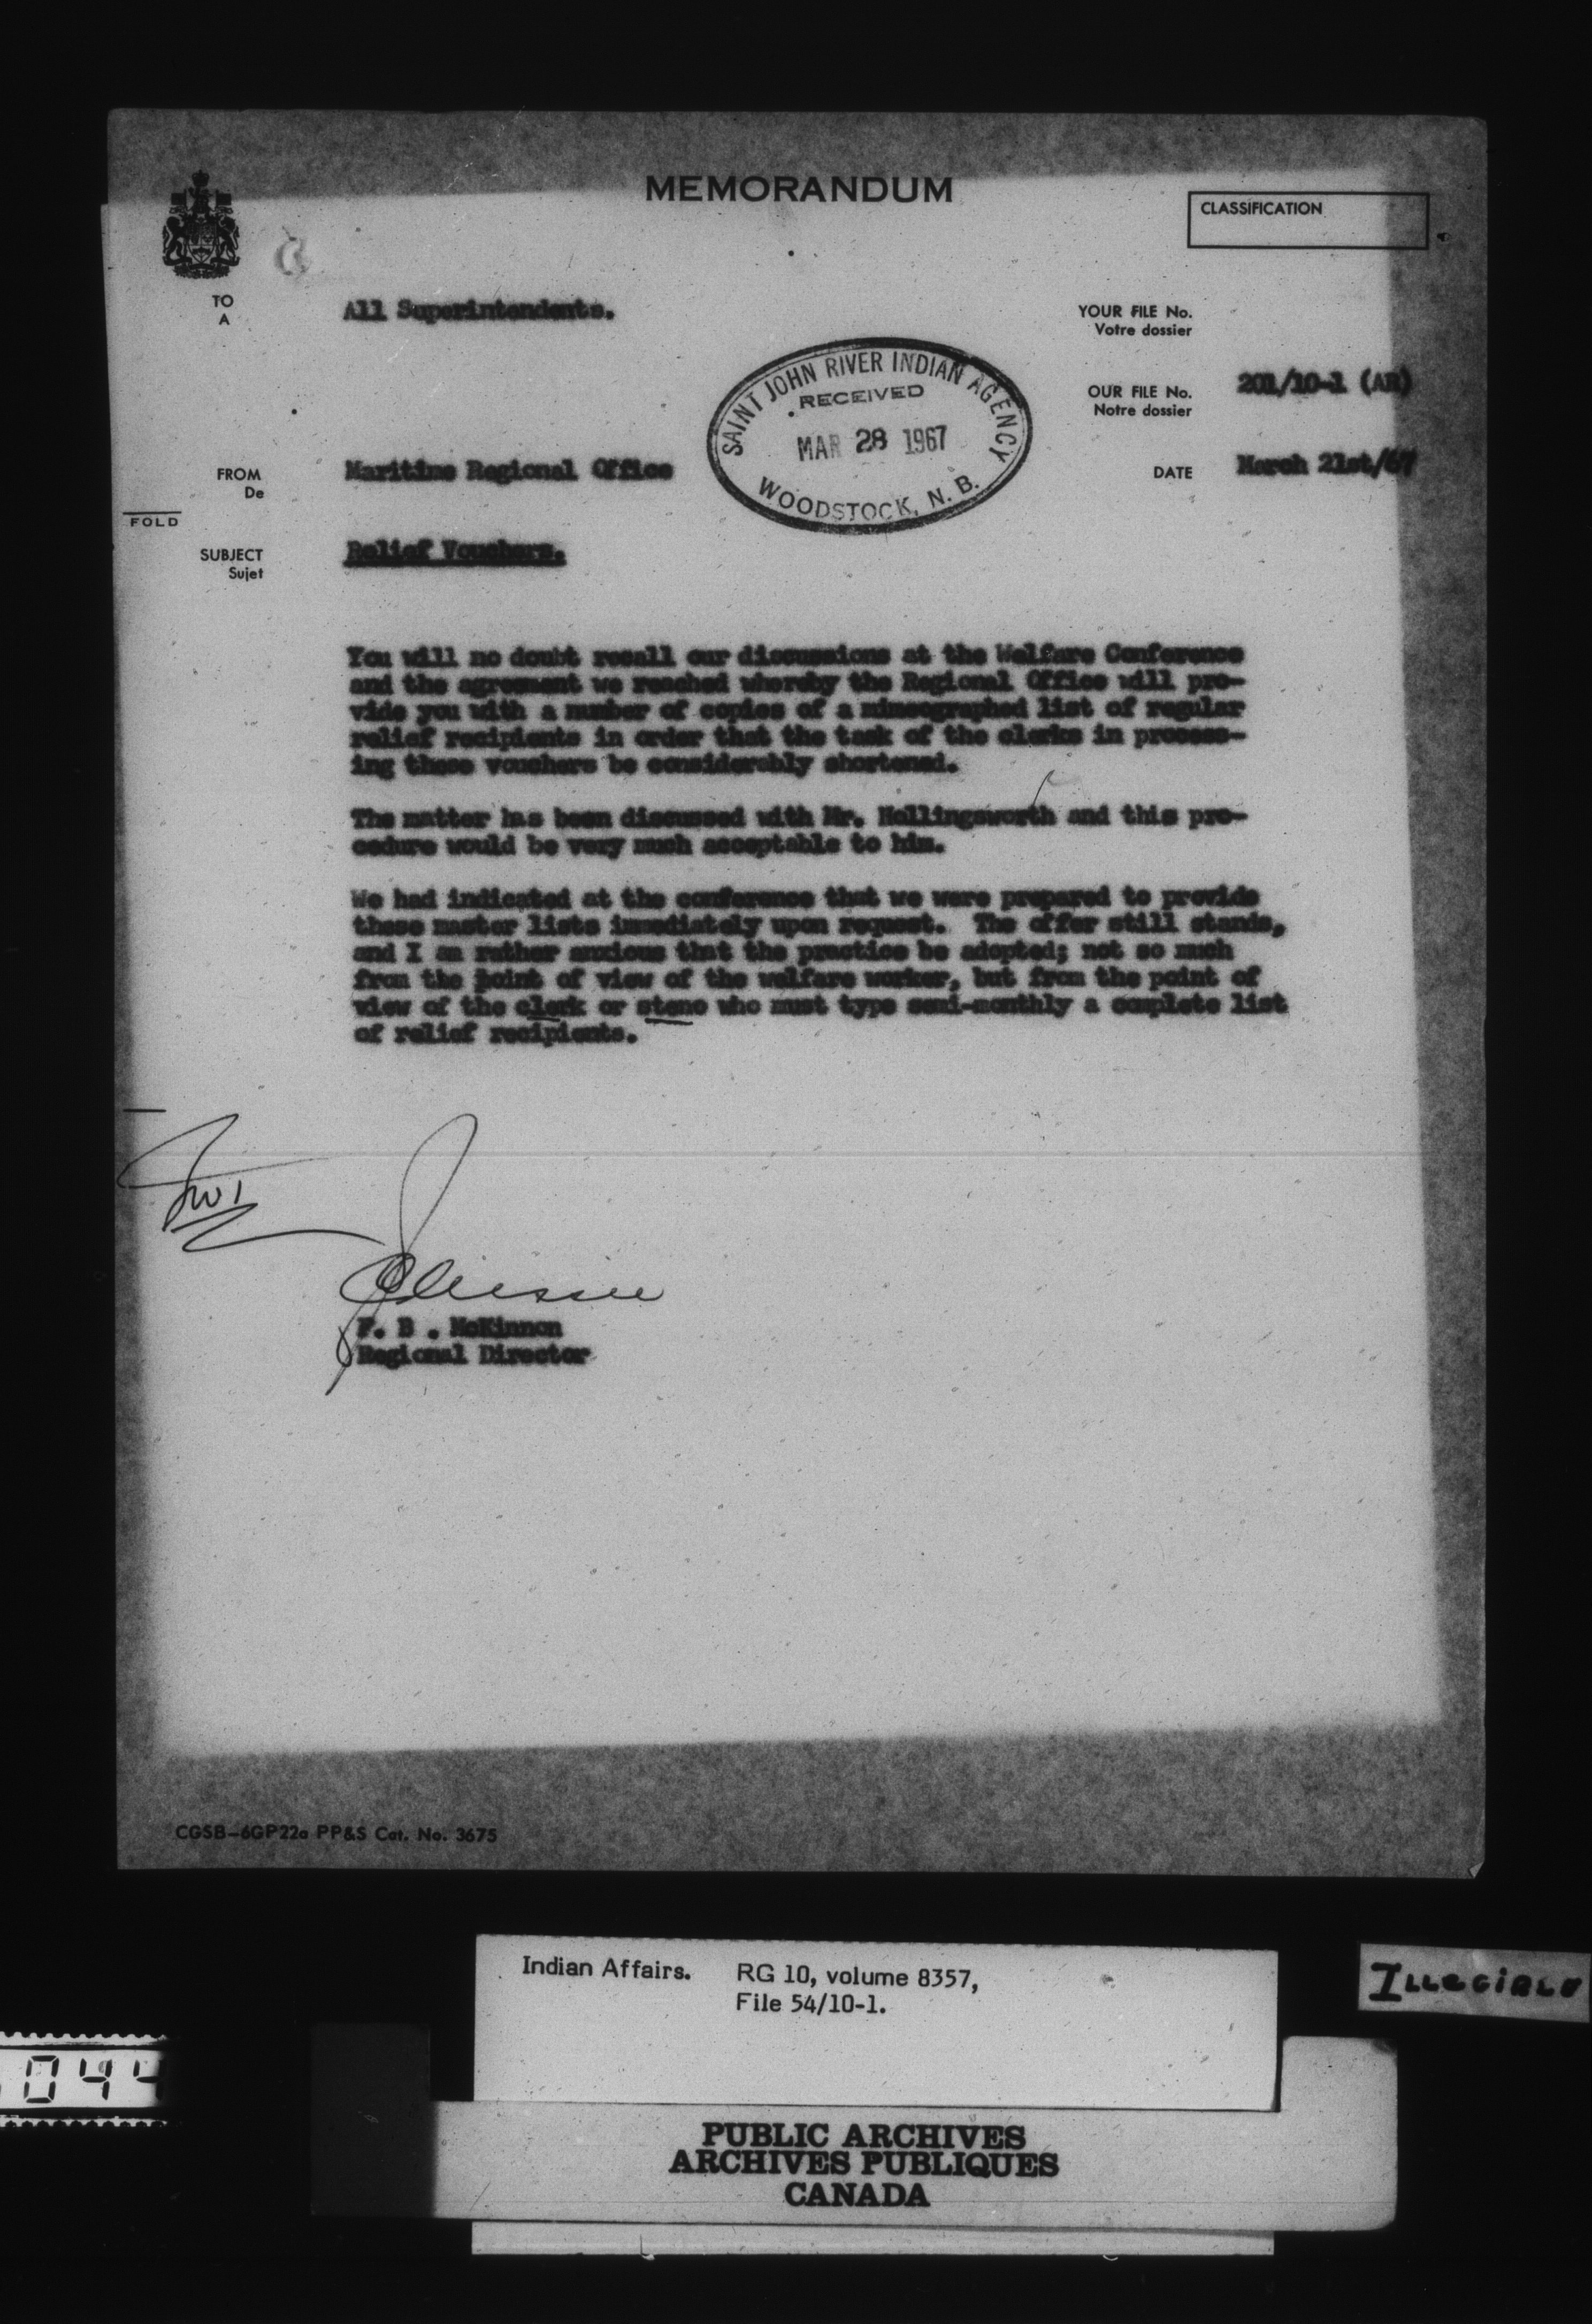 MEMORANDUM
CLASSIFICATION
TO
A
All Superintendents.
YOUR FILE No.
Votre dossier
OUR FILE No.
Notre dossier
201/10-1 (AR)
SAINT JOHN RIVER INDIAN AGENCY
RECEIVED
MAR 28 1967
WOODSTOCK, N. B.
FROM
De
Maritime Regional Office
DATE
March 21st/67
FOLD
SUBJECT
Sujet
Relief Vouchers.
You will no doubt recall our discussions at the Welfare Conference
and the agreement we reached whereby the Regional Office will pro-
vide you with a number of copies of a mimeographed list of regular
relief recipients in order that the task of the clerks in process-
ing these vouchers be considerably shortened.
The matter has been discussed with Mr. Hollingsworth and this pro-
cedure would be very much acceptable to him.
We had indicated at the conference that we were prepared to provide
these master lists immediately upon request. The offer still stands,
and I am rather anxious that the practice be adopted; not so much
from the point of view of the welfare worker, but from the point of
view of the clerk or steno who must type semi-monthly a complete list
of relief recipients.
F. B . McKinnon
Regional Director
CGSB-6GP22a PP&S Cat. No. 3675
Indian Affairs. RG 10, volume 8357,
File 54/10-1.
Illegible
044
PUBLIC ARCHIVES
ARCHIVES PUBLIQUES
CANADA